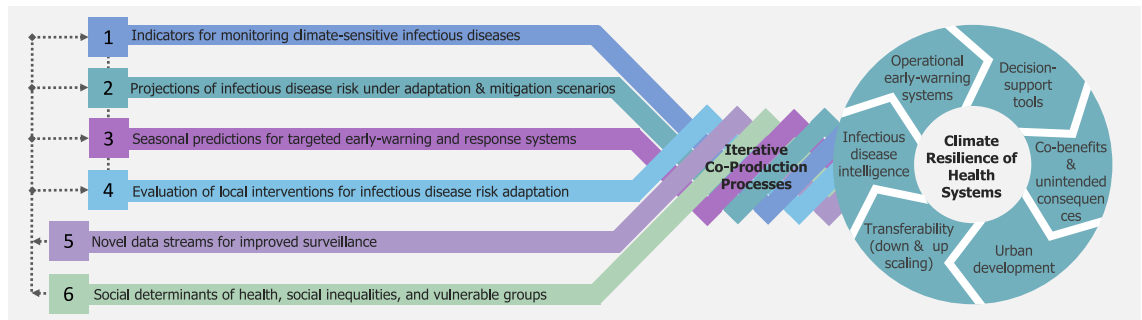 1
Indicators for monitoring climate-sensitive infectious diseases
2
Projections of infectious disease risk under adaptation & mitigation scenarios
3
Seasonal predictions for targeted early-warning and response systems
4
Evaluation of local interventions for infectious disease risk adaptation
5
Novel data streams for improved surveillance
6
Social determinants of health, social inequalities, and vulnerable groups
Iterative
Co-Production
Processes
Operational
early-warning
systems
Decision-
support
tools
Co-benefits
&
unintended
consequen
ces
Urban
development
Transferability
(down & up
scaling)
Infectious
disease
intelligence
Climate
Resilience of
Health
Systems